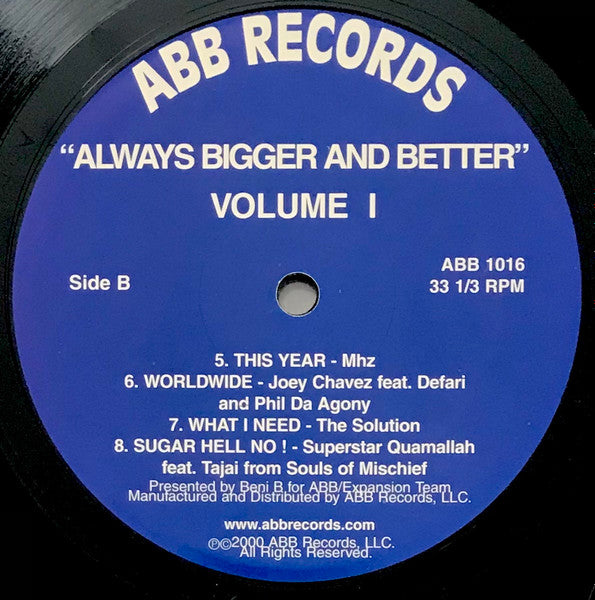 ABB RECORDS
“ALWAYS BIGGER AND BETTER”
VOLUME I
Side B
ABB 1016
33 1/3 RPM
5. THIS YEAR - Mhz
6. WORLDWIDE - Joey Chavez feat. Defari
and Phil Da Agony
7. WHAT I NEED - The Solution
8. SUGAR HELL NO ! - Superstar Quamallah
feat. Tajai from Souls of Mischief
Presented by Beni B for ABB/Expansion Team
Manufactured and Distributed by ABB Records, LLC.
www.abbrecords.com
℗©2000 ABB Records, LLC.
All Rights Reserved.